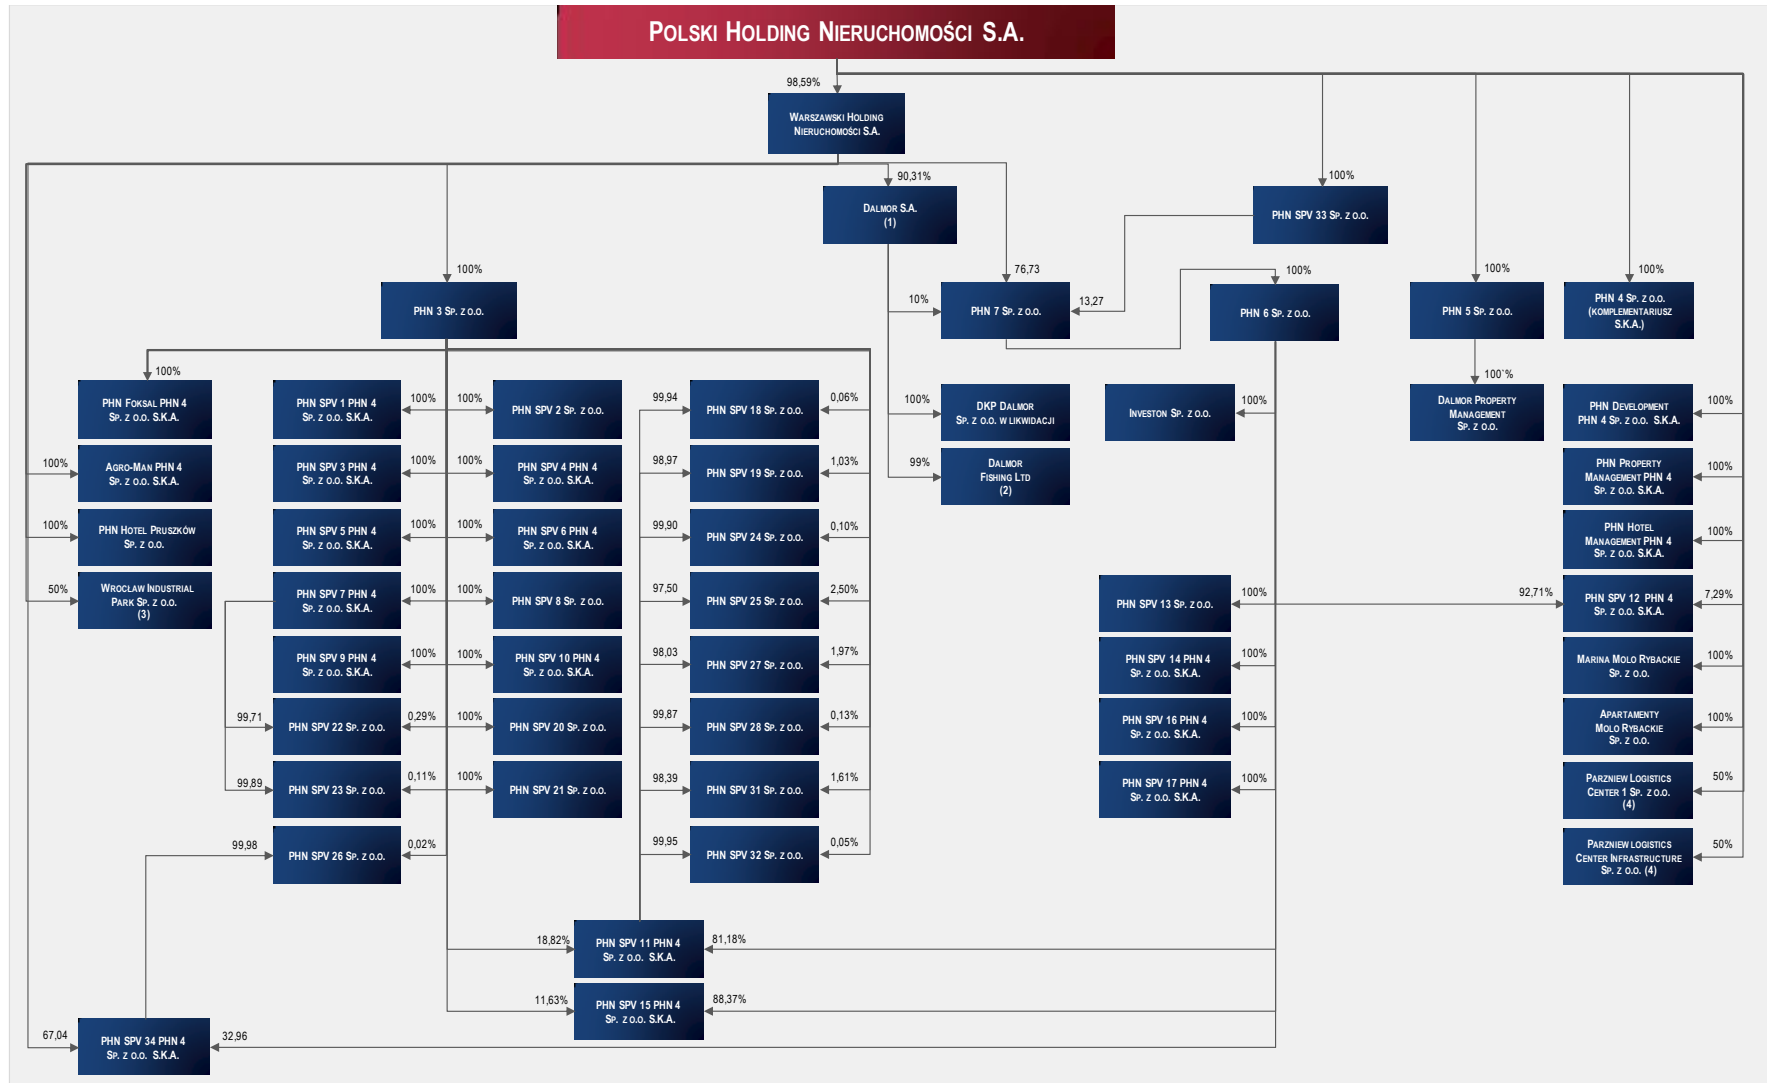 POLSKI HOLDING NIERUCHOMOŚCI S.A.
98,59%
WARSZAWSKI HOLDING
NIERUCHOMOŚCI S.A.
90,31%
100%
DALMOR S.A.
(1)
PHN SPV 33 SP. Z O.O.
100%
76,73
100%
100%
100%
PHN 3 SP. Z O.O.
10%
PHN 7 SP. Z O.O.
13,27
PHN 6 SP. Z O.O.
PHN 5 SP. Z O.O.
PHN 4 SP. Z O.O.
(KOMPLEMENTARIUSZ
S.K.A.)
100%
100`%
PHN FOKSAL PHN 4
SP. Z O.O. S.K.A.
PHN SPV 1 PHN 4
SP. Z O.O. S.K.A.
100%
100%
PHN SPV 2 SP. Z O.O.
99,94
PHN SPV 18 SP. Z O.O.
0,06%
100%
DKP DALMOR
SP. Z O.O. W LIKWIDACJI
INVESTON SP. Z O.O.
100%
DALMOR PROPERTY
MANAGEMENT
SP. Z O.O.
PHN DEVELOPMENT
PHN 4 SP. Z O.O. S.K.A.
100%
100%
AGRO-MAN PHN 4
SP. Z O.O. S.K.A.
PHN SPV 3 PHN 4
SP. Z O.O. S.K.A.
100%
100%
PHN SPV 4 PHN 4
SP. Z O.O. S.K.A.
98,97
PHN SPV 19 SP. Z O.O.
1,03%
99%
DALMOR
FISHING LTD
(2)
PHN PROPERTY
MANAGEMENT PHN 4
SP. Z O.O. S.K.A.
100%
100%
PHN HOTEL PRUSZKÓW
SP. Z O.O.
PHN SPV 5 PHN 4
SP. Z O.O. S.K.A.
100%
100%
PHN SPV 6 PHN 4
SP. Z O.O. S.K.A.
99,90
PHN SPV 24 SP. Z O.O.
0,10%
PHN HOTEL
MANAGEMENT PHN 4
SP. Z O.O. S.K.A.
100%
50%
WROCŁAW INDUSTRIAL
PARK SP. Z O.O.
(3)
PHN SPV 7 PHN 4
SP. Z O.O. S.K.A.
100%
100%
PHN SPV 8 SP. Z O.O.
97,50
PHN SPV 25 SP. Z O.O.
2,50%
PHN SPV 13 SP. Z O.O.
100%
92,71%
PHN SPV 12 PHN 4
SP. Z O.O. S.K.A.
7,29%
PHN SPV 9 PHN 4
SP. Z O.O. S.K.A.
100%
100%
PHN SPV 10 PHN 4
SP. Z O.O. S.K.A.
98,03
PHN SPV 27 SP. Z O.O.
1,97%
PHN SPV 14 PHN 4
SP. Z O.O. S.K.A.
100%
MARINA MOLO RYBACKIE
SP. Z O.O.
100%
99,71
PHN SPV 22 SP. Z O.O.
0,29%
100%
PHN SPV 20 SP. Z O.O.
99,87
PHN SPV 28 SP. Z O.O.
0,13%
PHN SPV 16 PHN 4
SP. Z O.O. S.K.A.
100%
APARTAMENTY
MOLO RYBACKIE
SP. Z O.O.
100%
99,89
PHN SPV 23 SP. Z O.O.
0,11%
100%
PHN SPV 21 SP. Z O.O.
98,39
PHN SPV 31 SP. Z O.O.
1,61%
PHN SPV 17 PHN 4
SP. Z O.O. S.K.A.
100%
PARZNIEW LOGISTICS
CENTER 1 SP. Z O.O.
(4)
50%
99,98
PHN SPV 26 SP. Z O.O.
0,02%
99,95
PHN SPV 32 SP. Z O.O.
0,05%
PARZNIEW LOGISTICS
CENTER INFRASTRUCTURE
SP. Z O.O. (4)
50%
18,82%
PHN SPV 11 PHN 4
SP. Z O.O. S.K.A.
81,18%
11,63%
PHN SPV 15 PHN 4
SP. Z O.O. S.K.A.
88,37%
67,04
PHN SPV 34 PHN 4
SP. Z O.O. S.K.A.
32,96